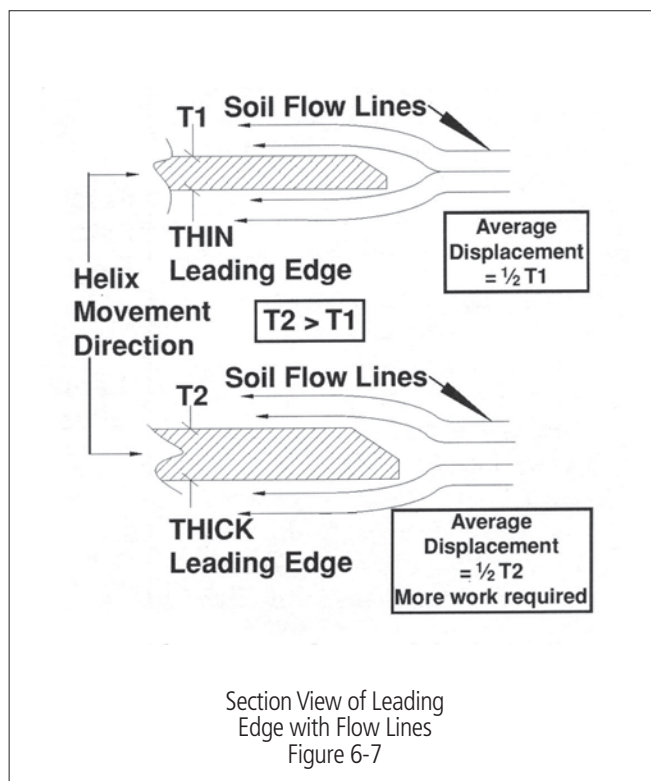 Soil Flow Lines
T1
THIN
Leading Edge
Average
Displacement
= ½ T1
Helix
Movement
Direction
T2 > T1
Soil Flow Lines
T2
THICK
Leading Edge
Average
Displacement
= ½ T2
More work required
Section View of Leading
Edge with Flow Lines
Figure 6-7